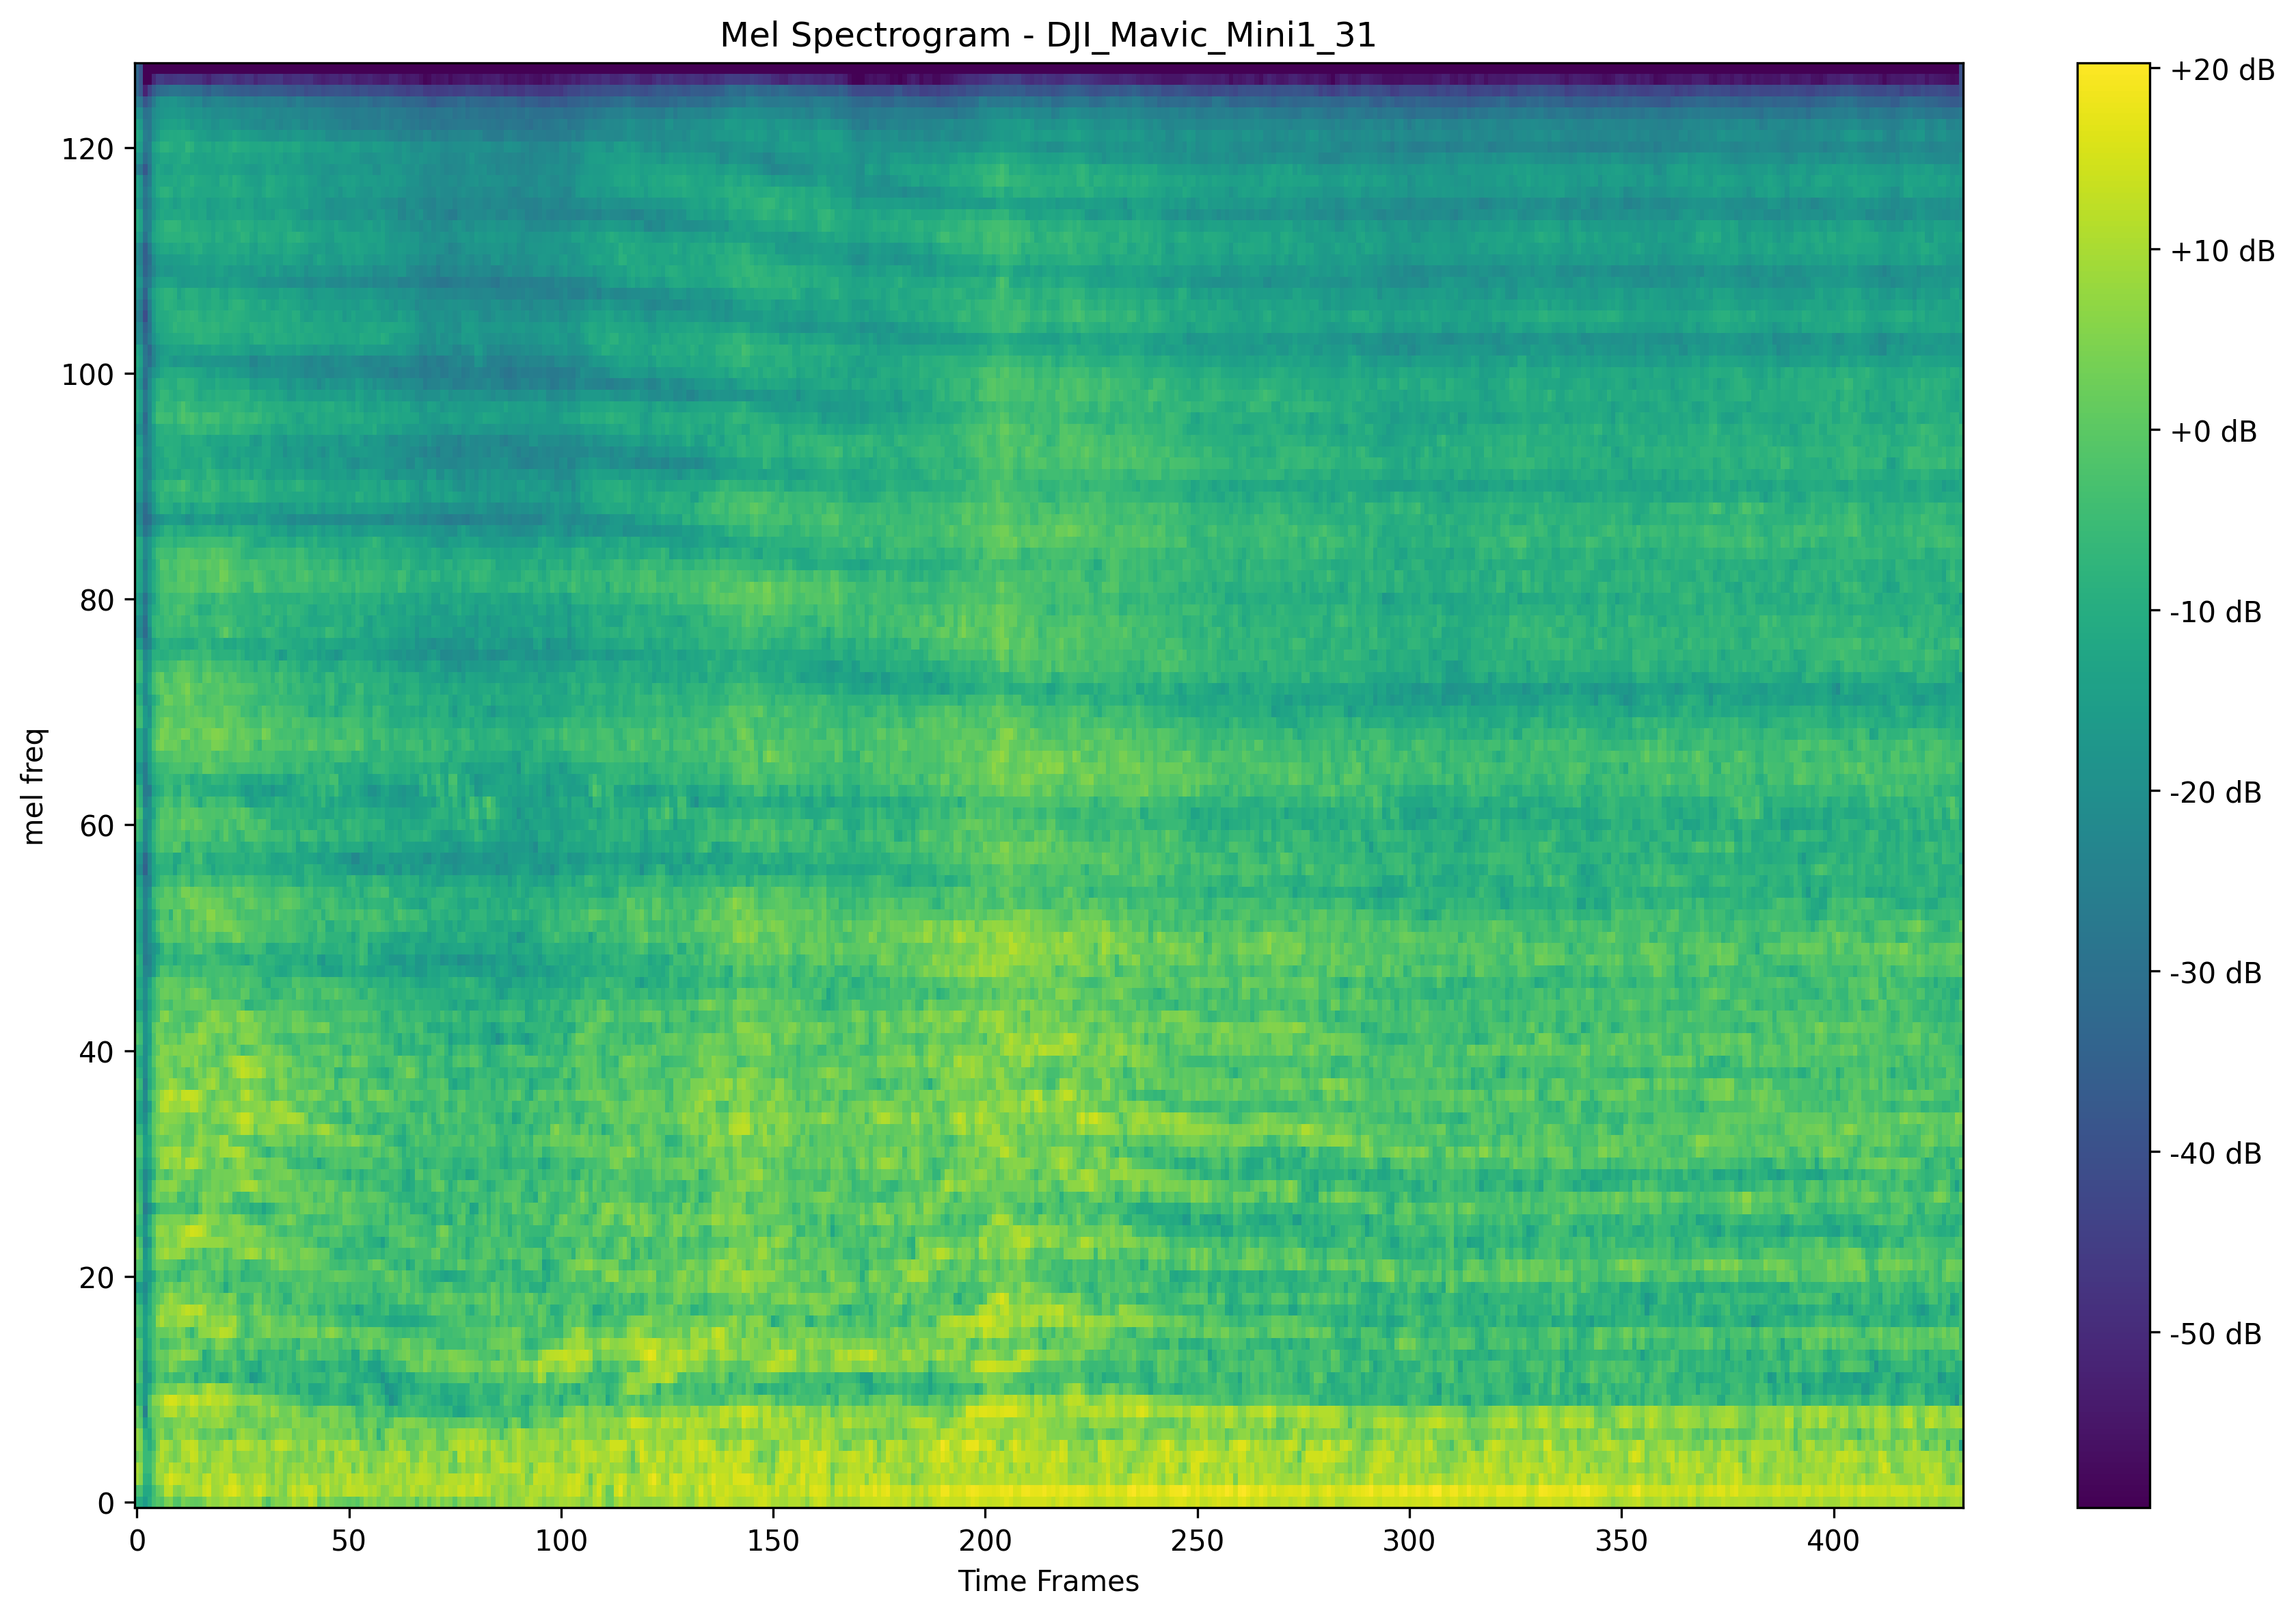 Mel Spectrogram - DJI_Mavic_Mini1_31
mel freq
120
100
80
60
40
20
0
0 50 100 150 200 250 300 350 400
Time Frames
+20 dB
+10 dB
+0 dB
-10 dB
-20 dB
-30 dB
-40 dB
-50 dB